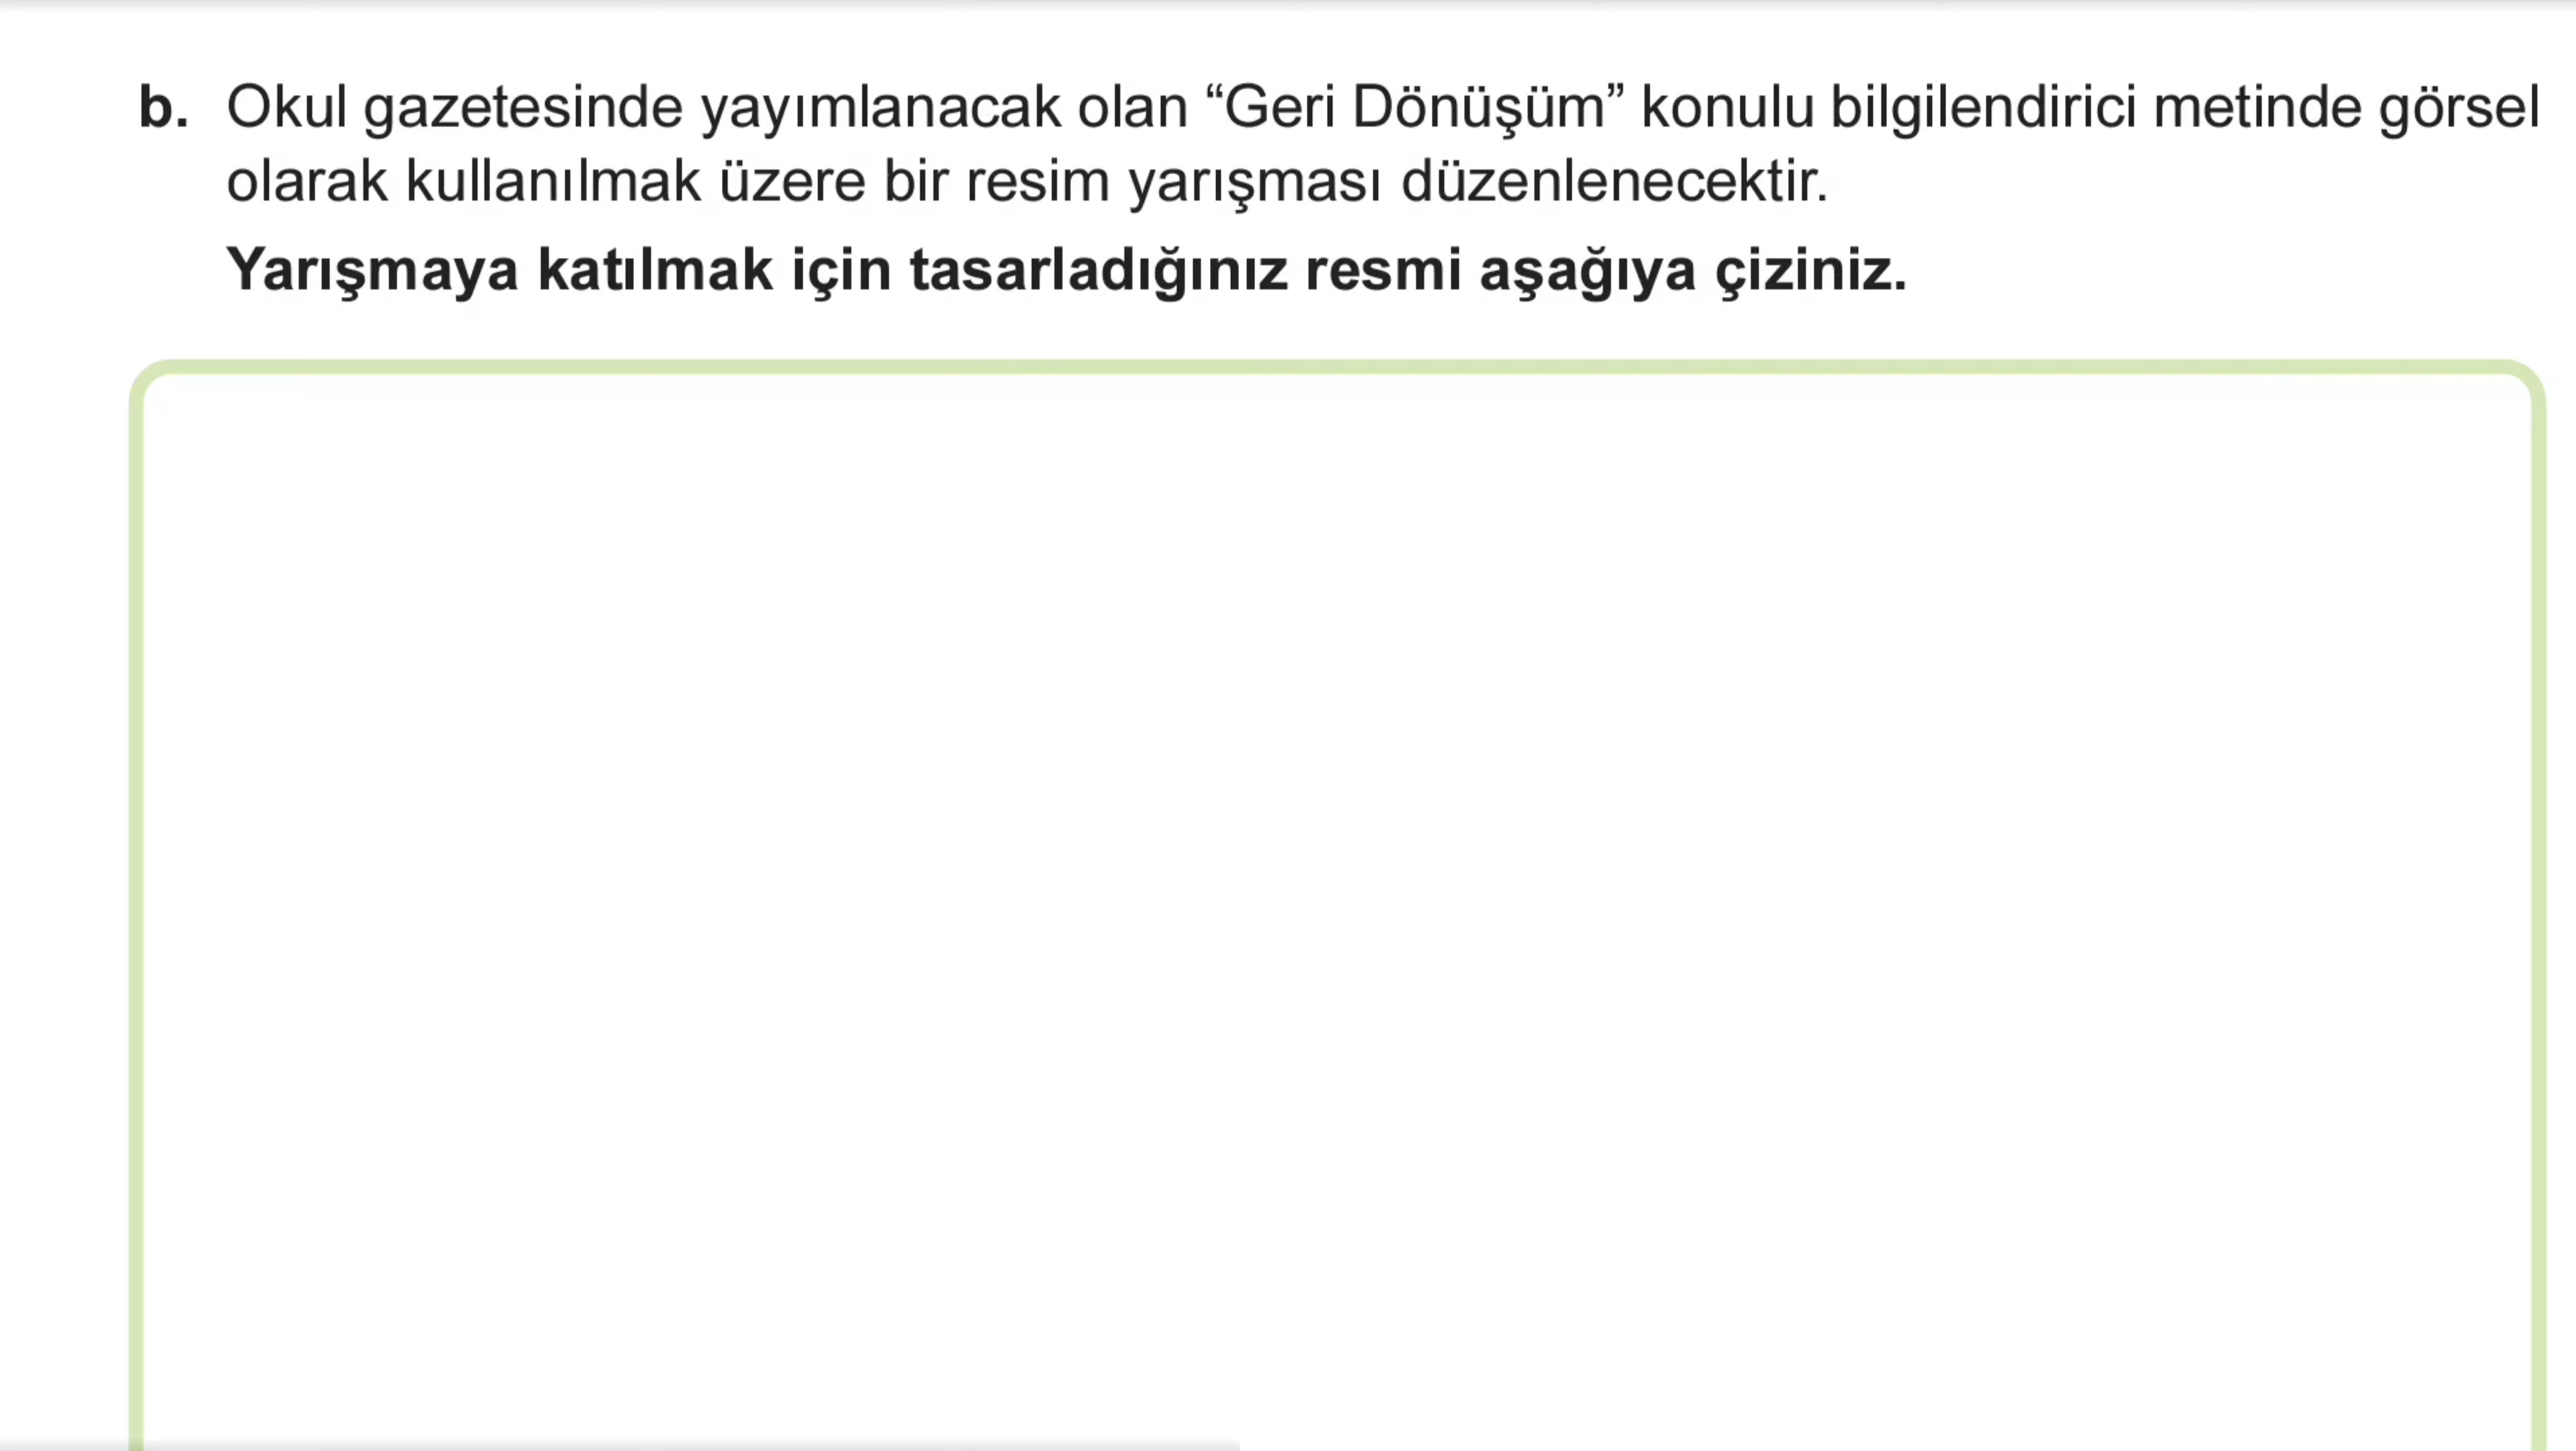 b. Okul gazetesinde yayımlanacak olan “Geri Dönüşüm” konulu bilgilendirici metinde görsel
olarak kullanılmak üzere bir resim yarışması düzenlenecektir.
Yarışmaya katılmak için tasarladığınız resmi aşağıya çiziniz.